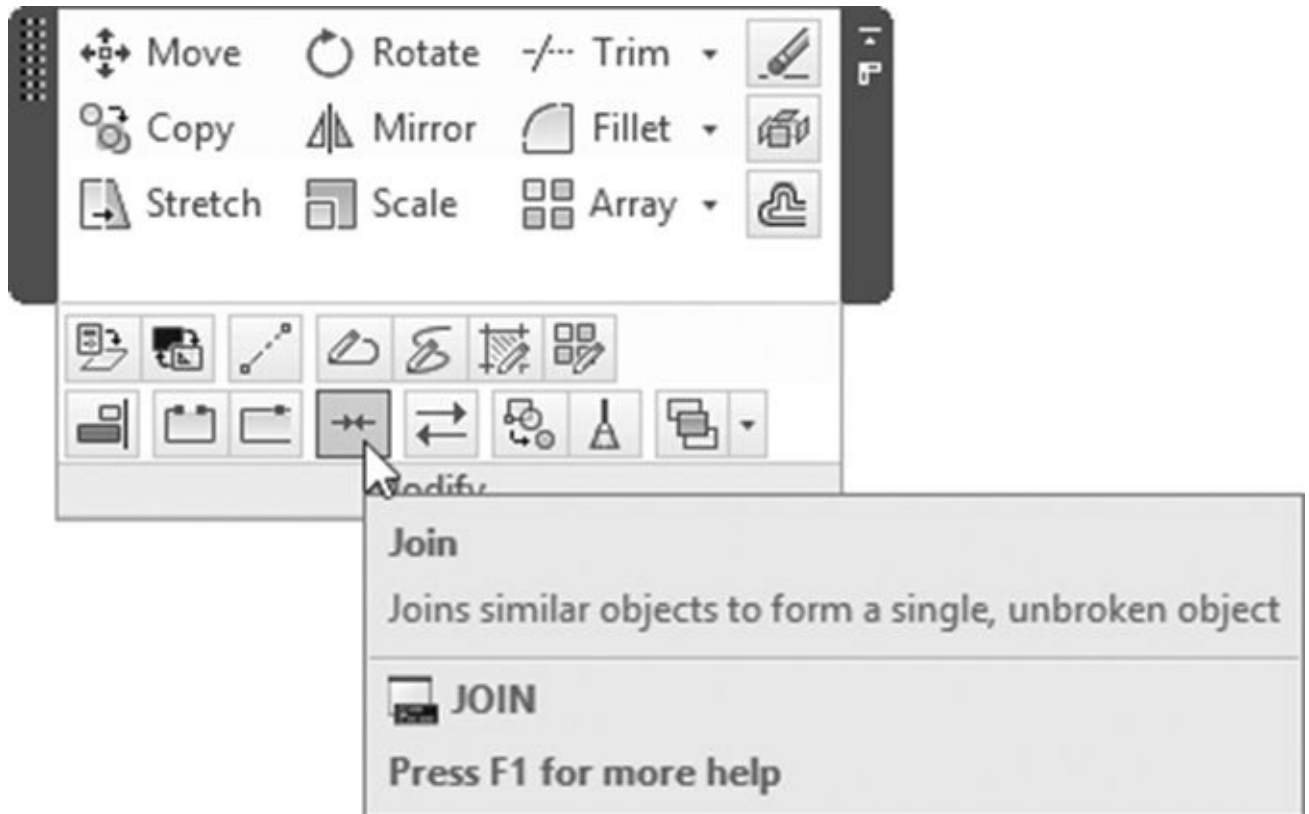 Move Rotate Trim
Copy Mirror Fillet
Stretch Scale Array
Modify
Join
Joins similar objects to form a single, unbroken object
JOIN
Press F1 for more help